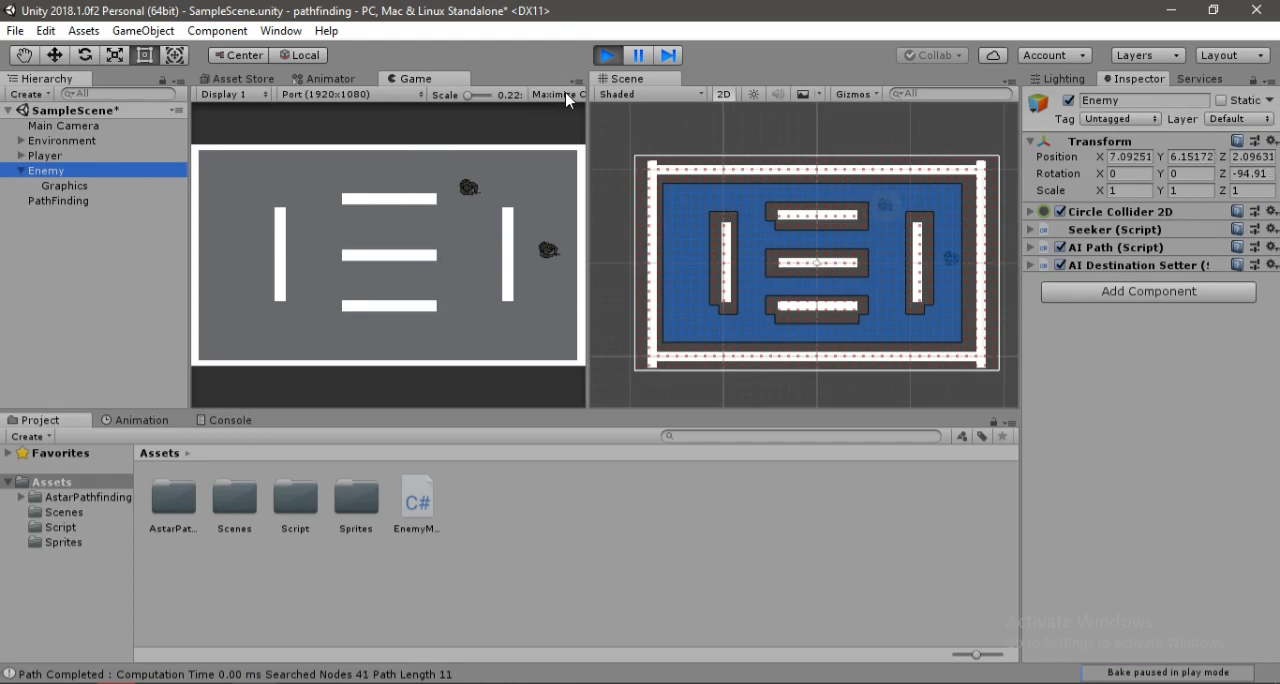 Unity 2018.1.0f2 Personal (64bit) - SampleScene.unity - pathfinding - PC, Mac & Linux Standalone* <DX11>
File Edit Assets GameObject Component Window Help
Center Local Collab Account Layers Layout
Hierarchy Asset Store Animator Game Scene Lighting Inspector Services
Create All Display 1 Port (1920x1080) Scale 0.22: Maximize Shaded 2D Gizmos All Enemy Static
SampleScene*
Tag Untagged Layer Default
Main Camera
Environment
Player
Enemy
Graphics
PathFinding
Transform
Position X 7.09251 Y 6.15172 Z 2.09631
Rotation X 0 Y 0 Z -94.91
Scale X 1 Y 1 Z 1
Circle Collider 2D
Seeker (Script)
AI Path (Script)
AI Destination Setter (
Add Component
Project Animation Console
Create
Favorites
Assets
AstarPathfinding
Scenes
Script
Sprites
Assets
C#
AstarPat... Scenes Script Sprites EnemyM...
Activate Windows
Go to Settings to activate Windows.
Path Completed : Computation Time 0.00 ms Searched Nodes 41 Path Length 11
Bake paused in play mode